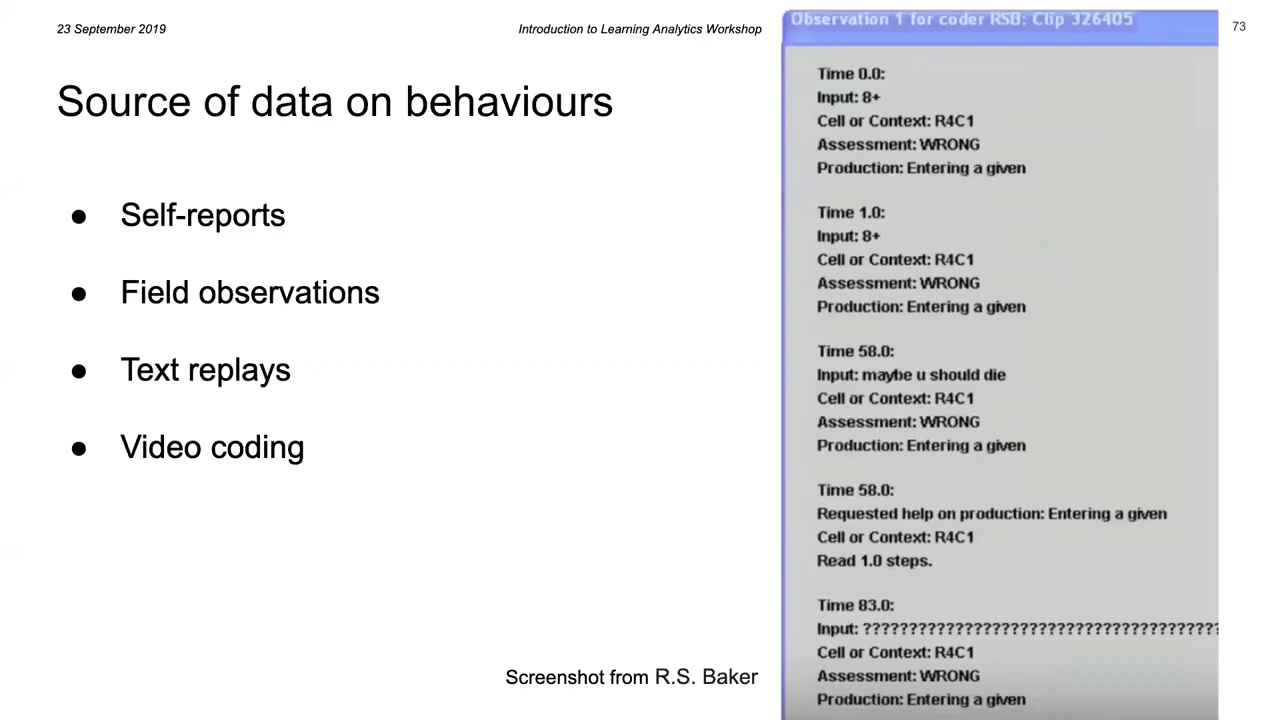 23 September 2019
Introduction to Learning Analytics Workshop
73
Source of data on behaviours
● Self-reports
● Field observations
● Text replays
● Video coding
Screenshot from R.S. Baker
Observation 1 for coder RSB: Clip 326405
Time 0.0:
Input: 8+
Cell or Context: R4C1
Assessment: WRONG
Production: Entering a given
Time 1.0:
Input: 8+
Cell or Context: R4C1
Assessment: WRONG
Production: Entering a given
Time 58.0:
Input: maybe u should die
Cell or Context: R4C1
Assessment: WRONG
Production: Entering a given
Time 58.0:
Requested help on production: Entering a given
Cell or Context: R4C1
Read 1.0 steps.
Time 83.0:
Input: ???????????????????????????????????????
Cell or Context: R4C1
Assessment: WRONG
Production: Entering a given